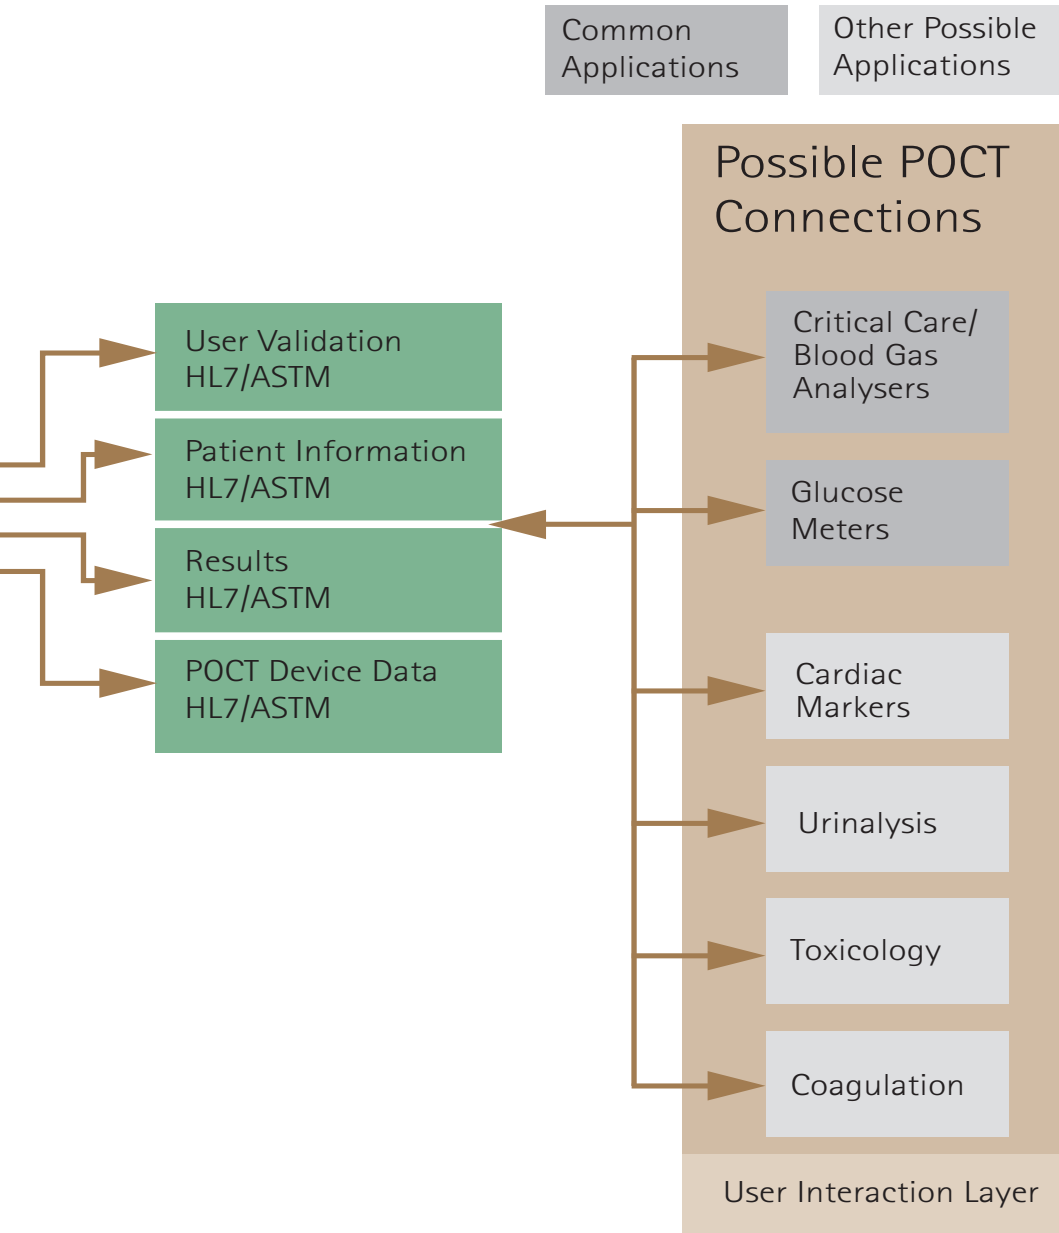 Common
Applications
Other Possible
Applications
Possible POCT
Connections
User Validation
HL7/ASTM
Patient Information
HL7/ASTM
Results
HL7/ASTM
POCT Device Data
HL7/ASTM
Critical Care/
Blood Gas
Analysers
Glucose
Meters
Cardiac
Markers
Urinalysis
Toxicology
Coagulation
User Interaction Layer